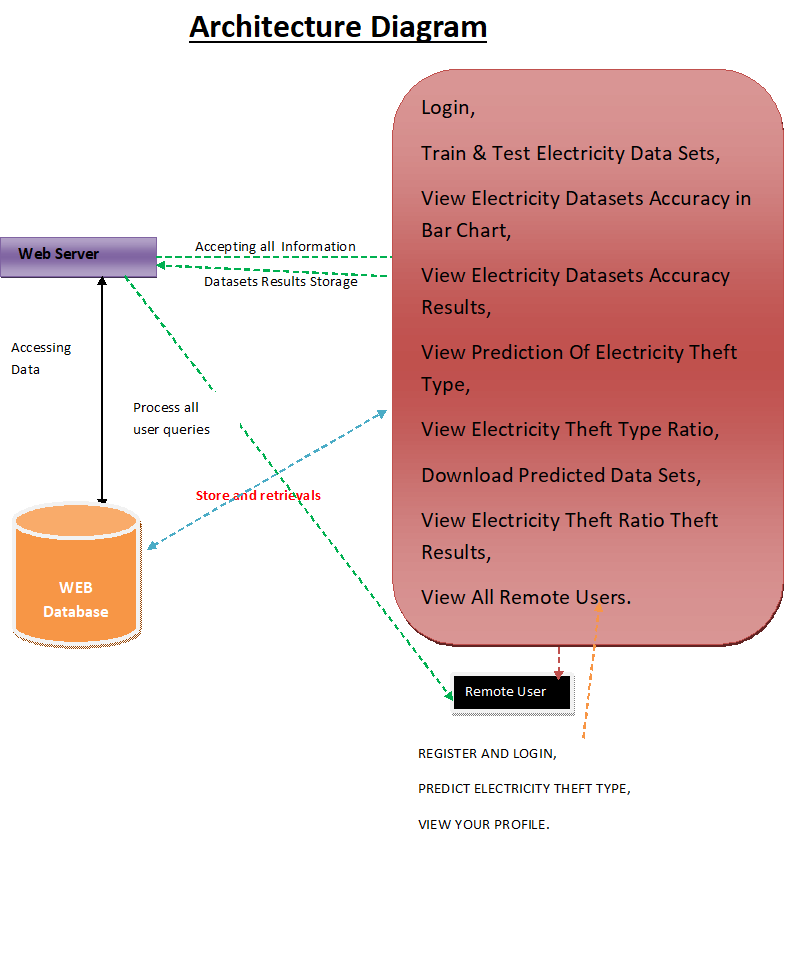 Architecture Diagram
Login,
Train & Test Electricity Data Sets,
View Electricity Datasets Accuracy in
Bar Chart,
View Electricity Datasets Accuracy
Results,
View Prediction Of Electricity Theft
Type,
View Electricity Theft Type Ratio,
Download Predicted Data Sets,
View Electricity Theft Ratio Theft
Results,
View All Remote Users.
Web Server
Accepting all Information
Datasets Results Storage
Accessing
Data
Process all
user queries
Store and retrievals
WEB
Database
Remote User
REGISTER AND LOGIN,
PREDICT ELECTRICITY THEFT TYPE,
VIEW YOUR PROFILE.